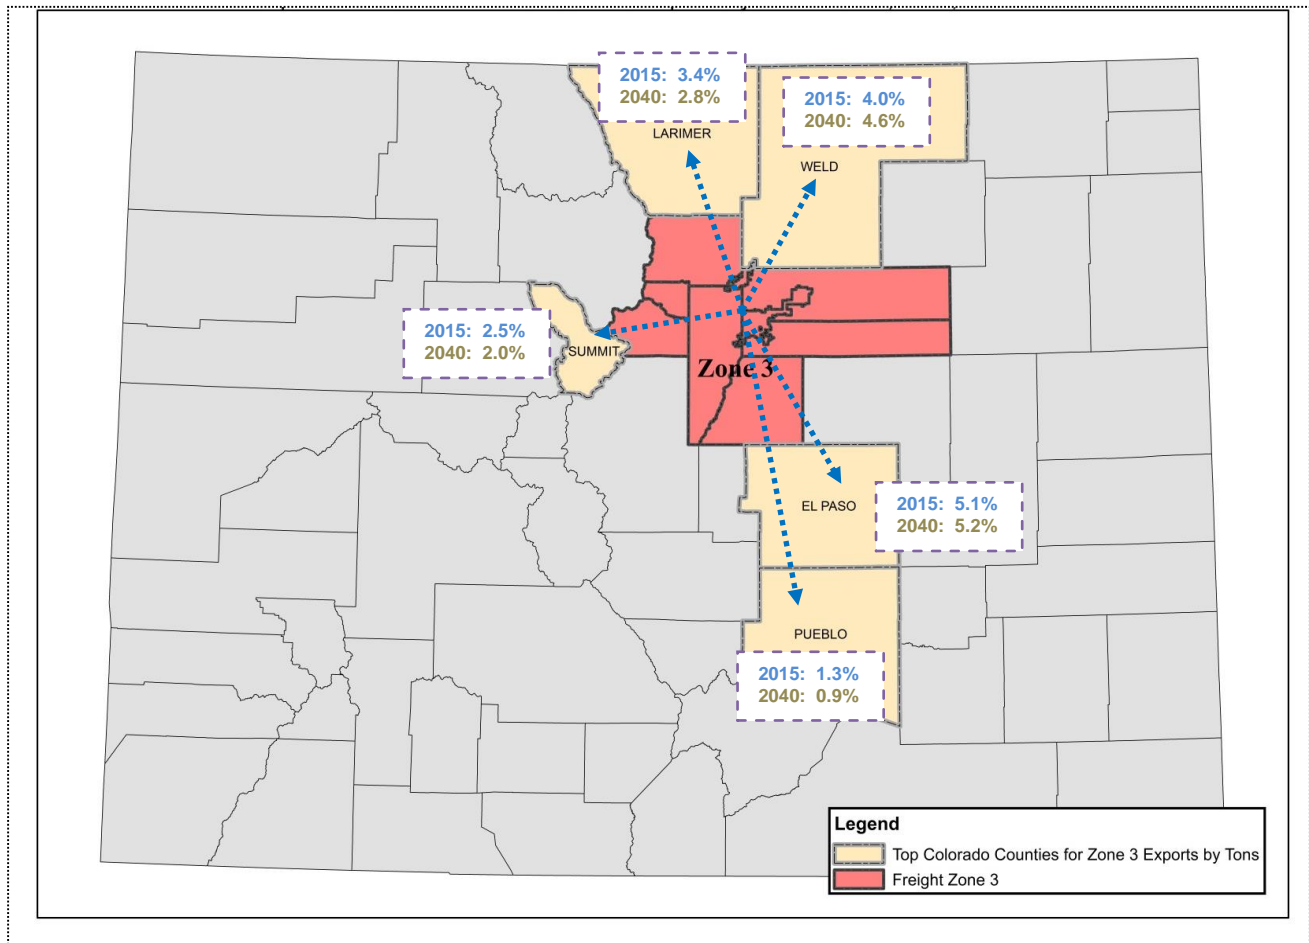 2015: 3.4%
2040: 2.8%
LARIMER
2015: 4.0%
2040: 4.6%
WELD
2015: 2.5%
2040: 2.0%
SUMMIT
Zone 3
EL PASO
2015: 5.1%
2040: 5.2%
PUEBLO
2015: 1.3%
2040: 0.9%
Legend
Top Colorado Counties for Zone 3 Exports by Tons
Freight Zone 3